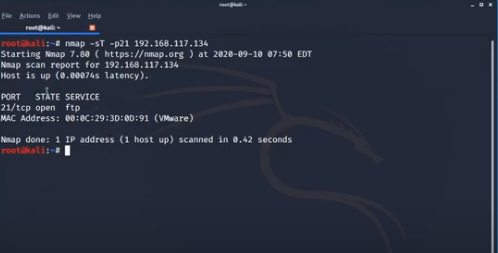 root@kali: ~
File Actions Edit View Help
root@kali: ~
root@kali:~# nmap -sT -p21 192.168.117.134
Starting Nmap 7.80 ( https://nmap.org ) at 2020-09-10 07:50 EDT
Nmap scan report for 192.168.117.134
Host is up (0.00074s latency).
PORT STATE SERVICE
21/tcp open ftp
MAC Address: 00:0C:29:3D:0D:91 (VMware)
Nmap done: 1 IP address (1 host up) scanned in 0.42 seconds
root@kali:~#